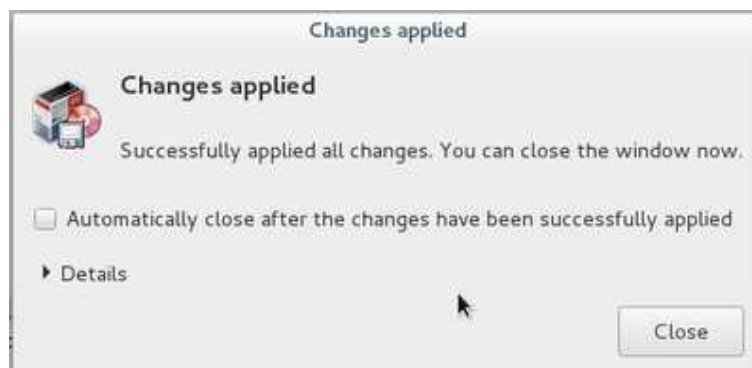 Changes applied
Changes applied
Successfully applied all changes. You can close the window now.
Automatically close after the changes have been successfully applied
Details
Close